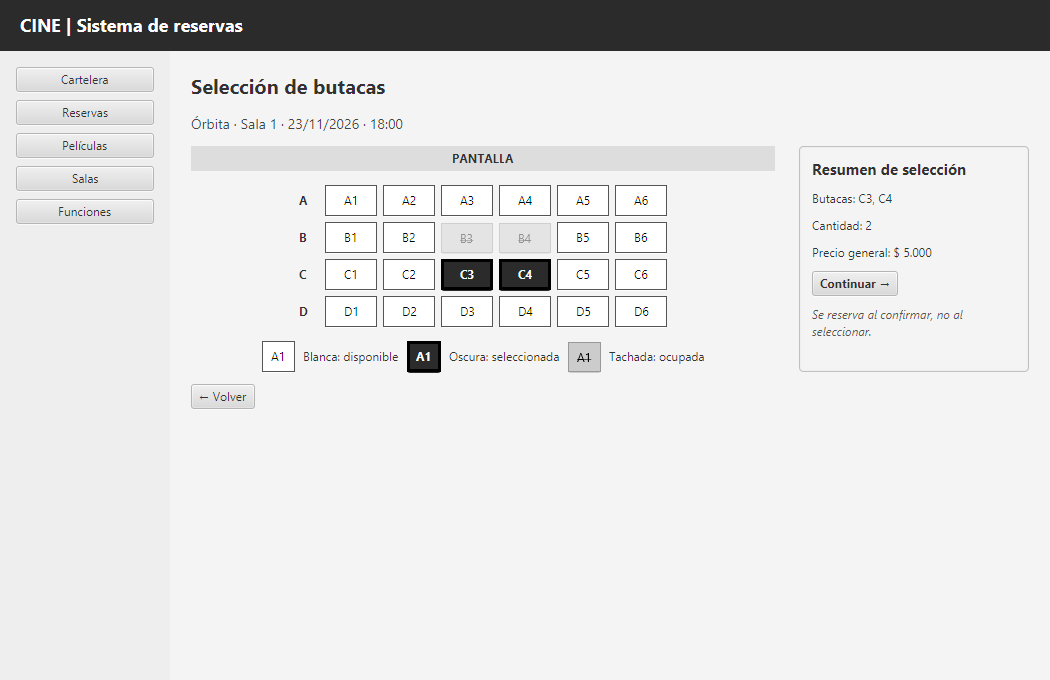 CINE | Sistema de reservas
Cartelera
Reservas
Películas
Salas
Funciones
Selección de butacas
Órbita · Sala 1 · 23/11/2026 · 18:00
PANTALLA
A A1 A2 A3 A4 A5 A6
B B1 B2 B3 B4 B5 B6
C C1 C2 C3 C4 C5 C6
D D1 D2 D3 D4 D5 D6
A1 Blanca: disponible A1 Oscura: seleccionada A1 Tachada: ocupada
← Volver
Resumen de selección
Butacas: C3, C4
Cantidad: 2
Precio general: $ 5.000
Continuar →
Se reserva al confirmar, no al
seleccionar.